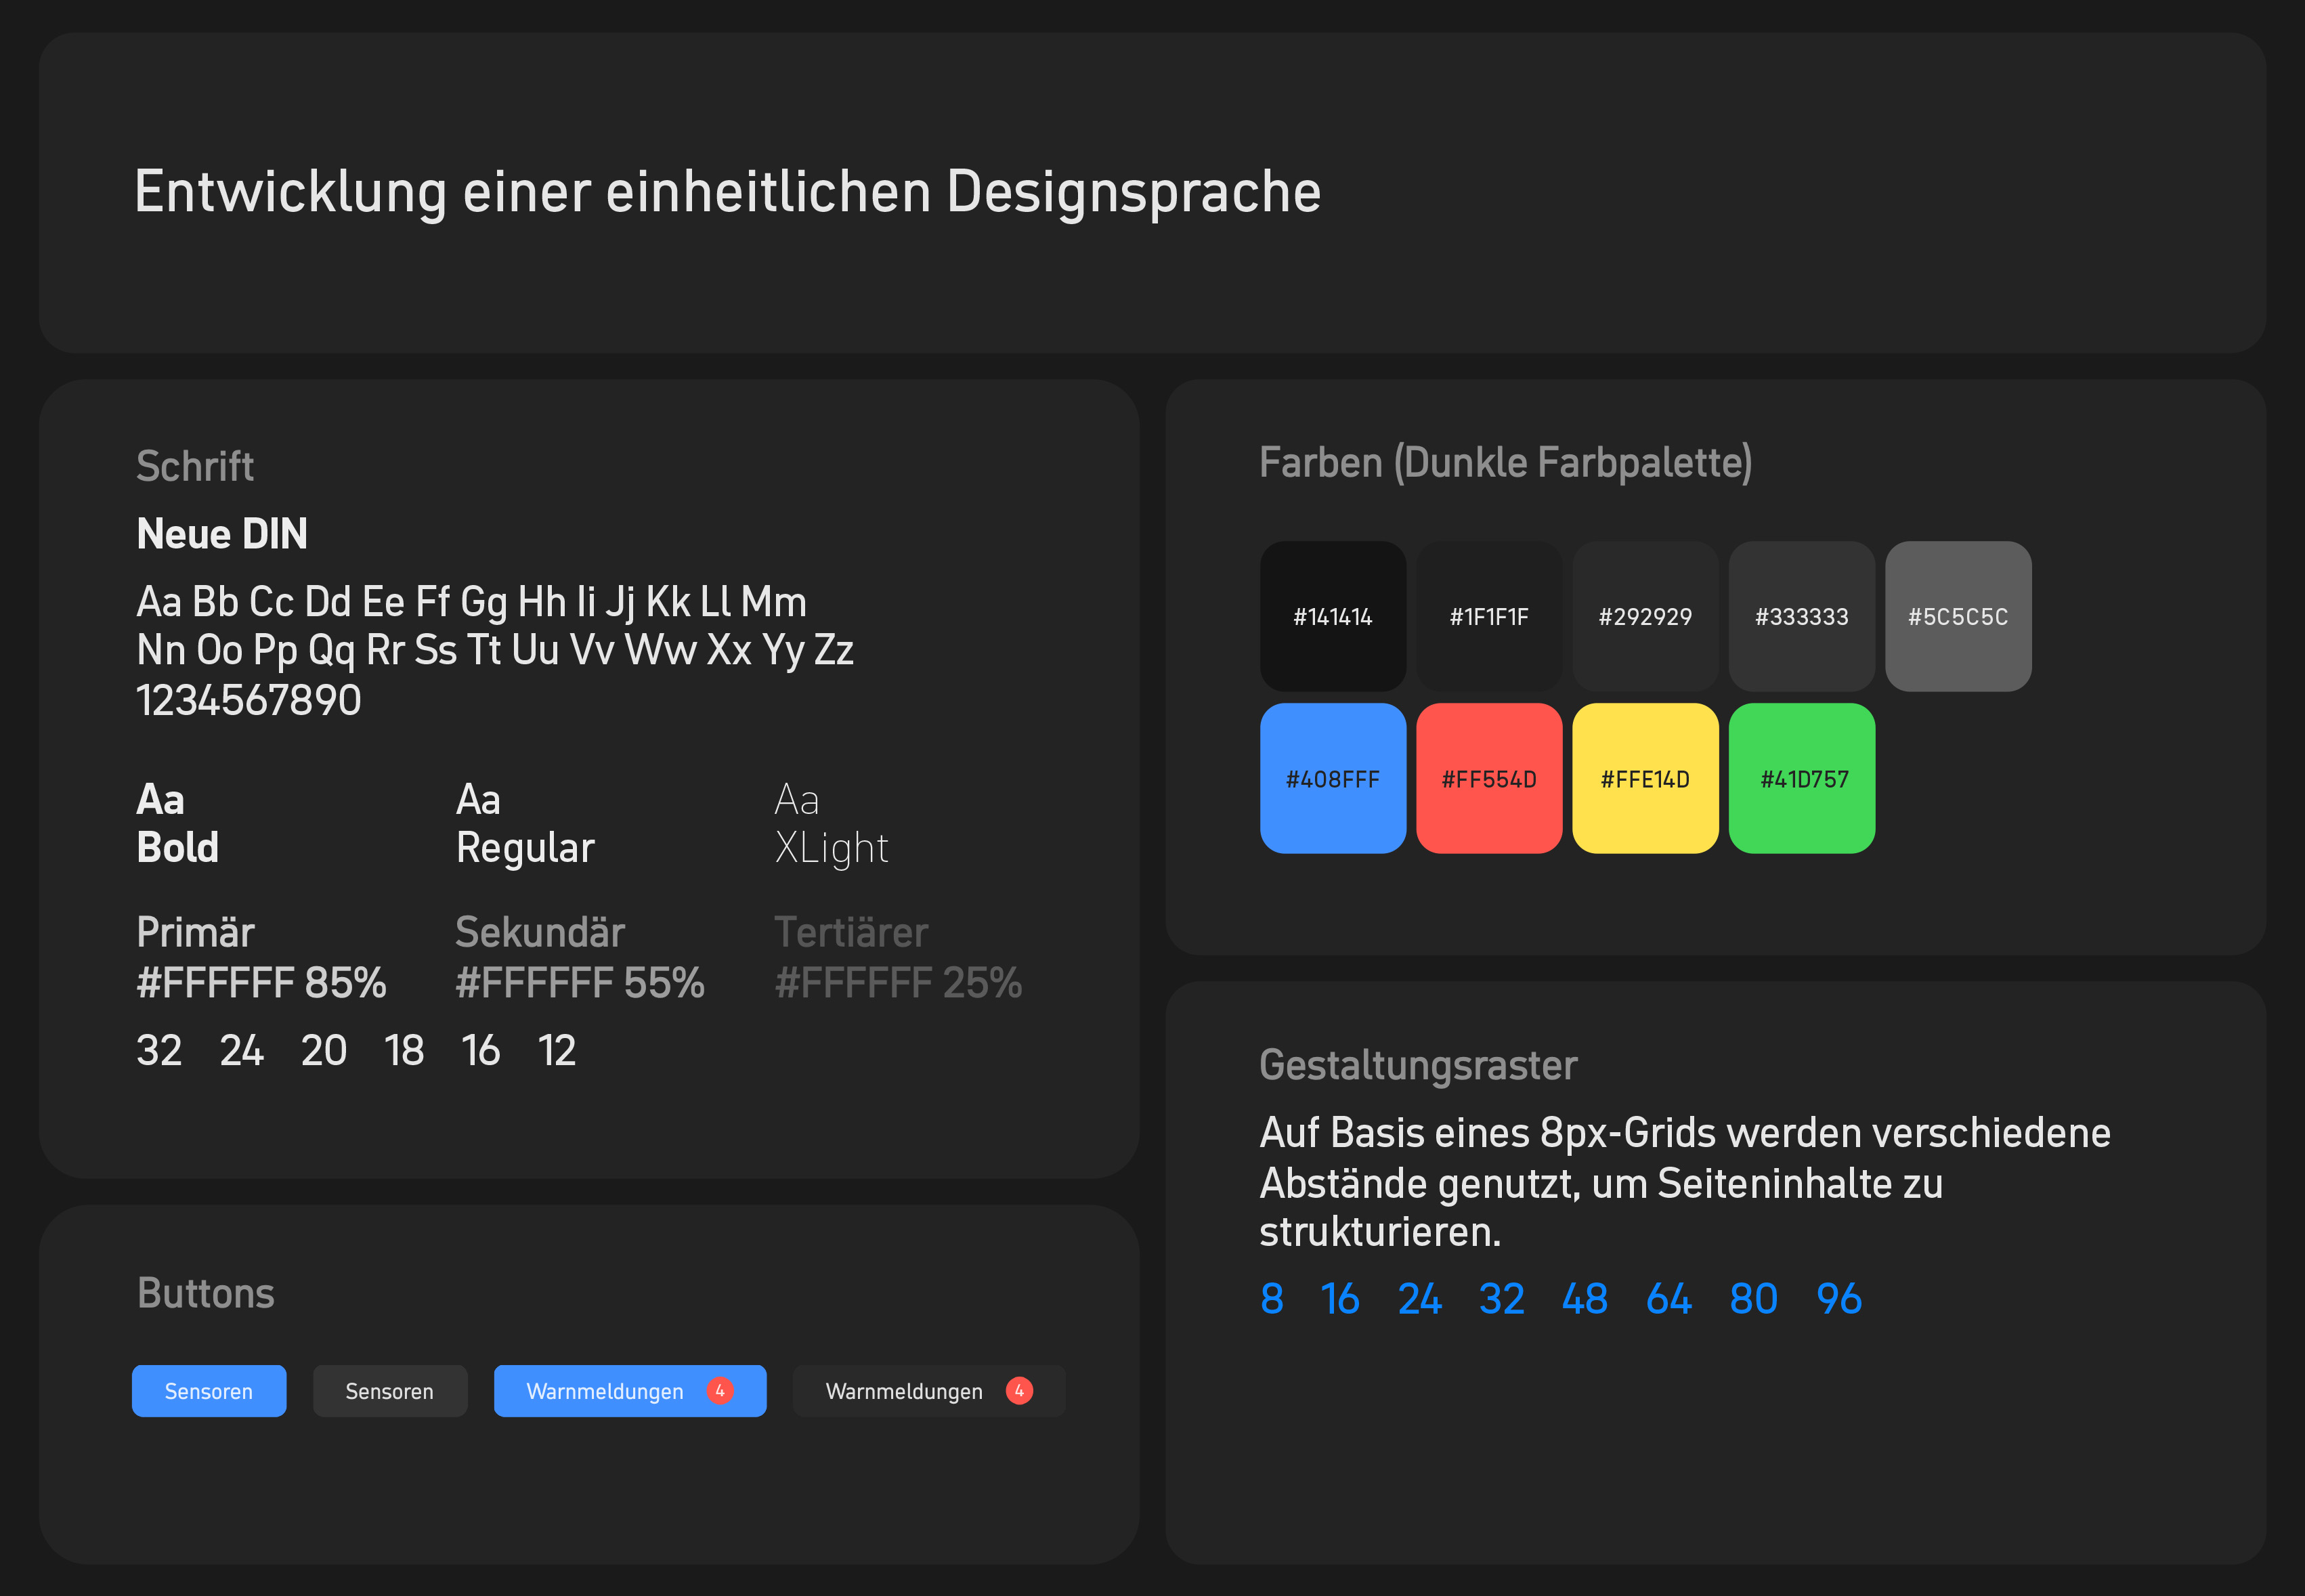 Entwicklung einer einheitlichen Designsprache
Schrift
Neue DIN
Aa Bb Cc Dd Ee Ff Gg Hh Ii Jj Kk Ll Mm
Nn Oo Pp Qq Rr Ss Tt Uu Vv Ww Xx Yy Zz
1234567890
Aa Aa Aa
Bold Regular XLight
Primär Sekundär Tertiärer
#FFFFFF 85% #FFFFFF 55% #FFFFFF 25%
32 24 20 18 16 12
Buttons
Sensoren Sensoren Warnmeldungen 4 Warnmeldungen 4
Farben (Dunkle Farbpalette)
#141414 #1F1F1F #292929 #333333 #5C5C5C
#408FFF #FF554D #FFE14D #41D757
Gestaltungsraster
Auf Basis eines 8px-Grids werden verschiedene
Abstände genutzt, um Seiteninhalte zu
strukturieren.
8 16 24 32 48 64 80 96